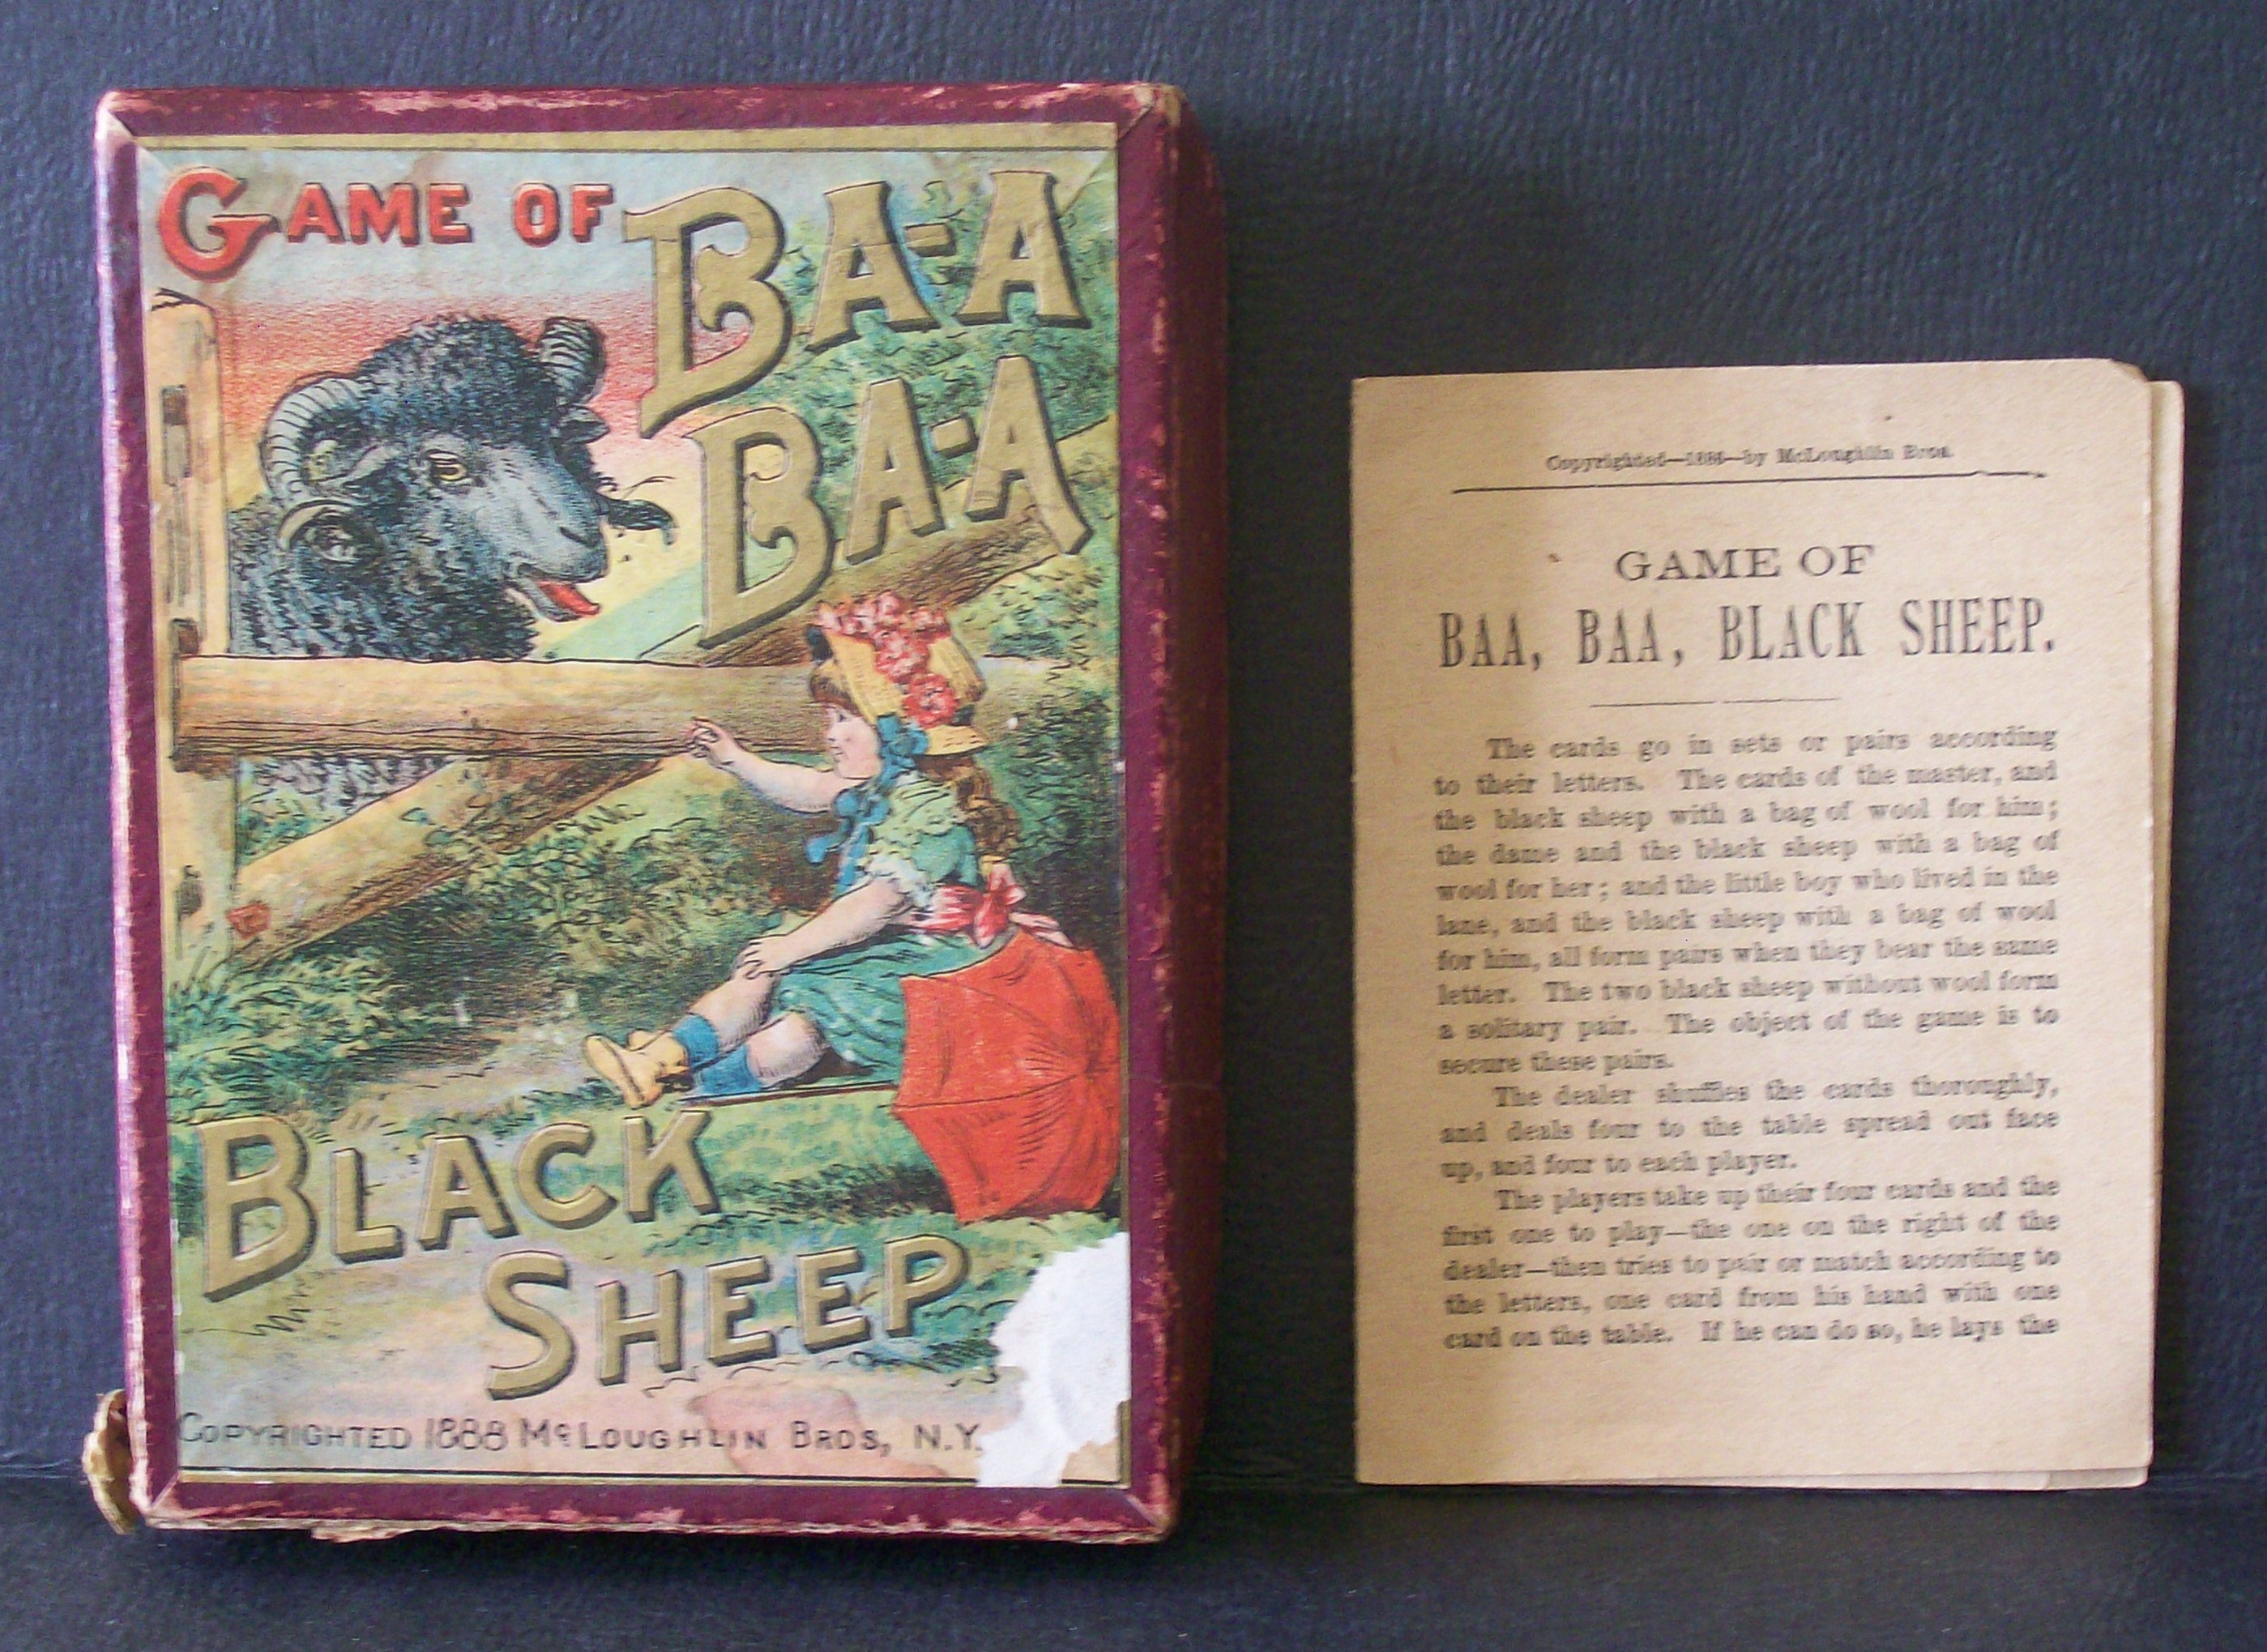 GAME OF BA-A
BA-A
BLACK
SHEEP
COPYRIGHTED 1888 McLOUGHLIN BROS, N.Y.
Copyrighted—1888—by McLoughlin Bros.
GAME OF
BAA, BAA, BLACK SHEEP.
The cards go in sets or pairs according
to their letters. The cards of the master, and
the black sheep with a bag of wool for him;
the dame and the black sheep with a bag of
wool for her; and the little boy who lived in the
lane, and the black sheep with a bag of wool
for him, all form pairs when they bear the same
letter. The two black sheep without wool form
a solitary pair. The object of the game is to
secure these pairs.
The dealer shuffles the cards thoroughly,
and deals four to the table spread out face
up, and four to each player.
The players take up their four cards and the
first one to play—the one on the right of the
dealer—then tries to pair or match according to
the letters, one card from his hand with one
card on the table. If he can do so, he lays the